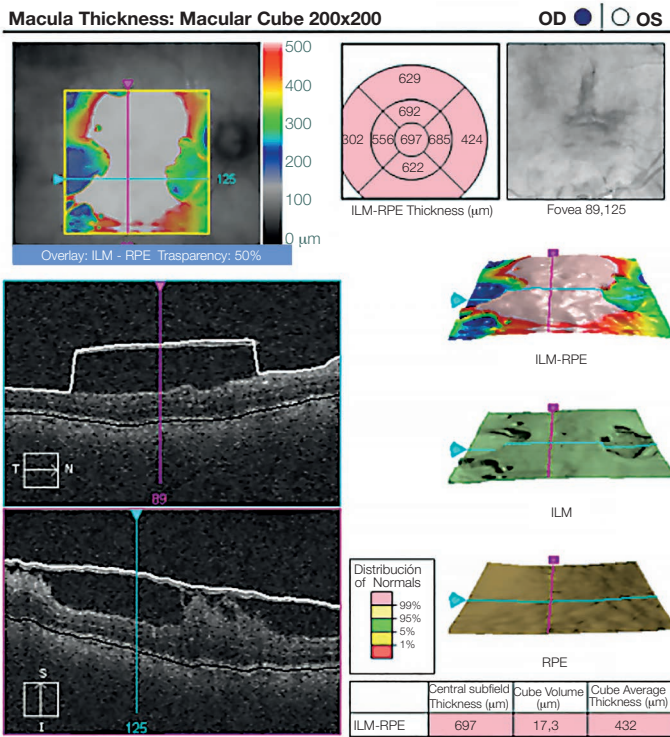 Macula Thickness: Macular Cube 200x200 OD OS
500
400
300
200
100
0 µm
125
Overlay: ILM - RPE Trasparency: 50%
629
692
302 556 697 685 424
622
ILM-RPE Thickness (µm)
Fovea 89,125
ILM-RPE
ILM
RPE
T N
89
S
I
125
Distribución
of Normals
99%
95%
5%
1%
Central subfield Thickness (µm)
Cube Volume (µm)
Cube Average Thickness (µm)
ILM-RPE 697 17,3 432